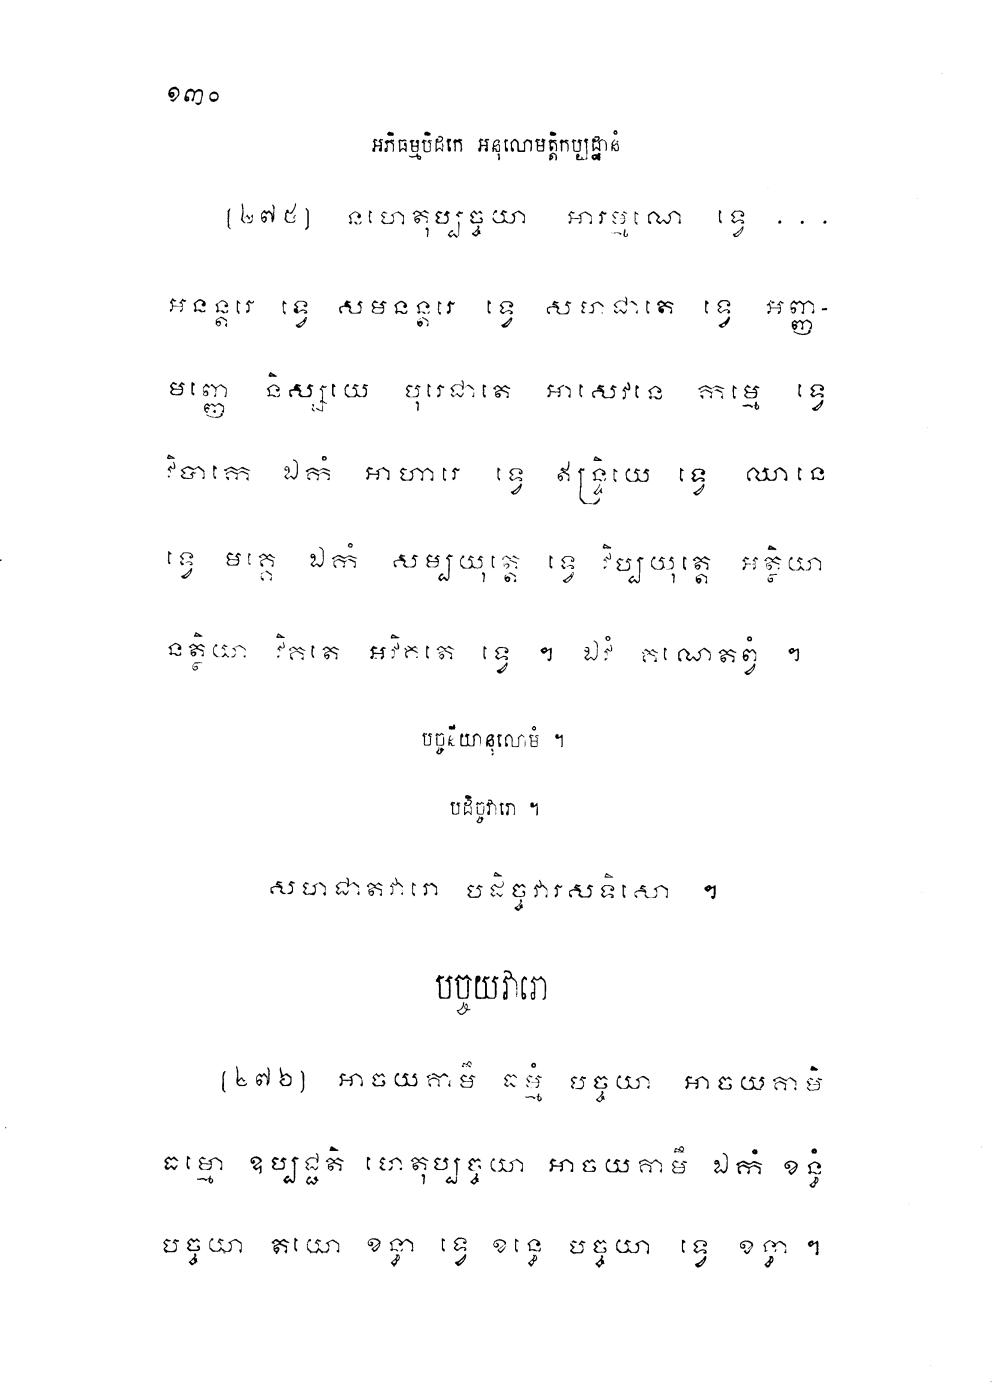 ១៣០
អភិធម្មបិដកេ អនុលោមត្តិកប្បដ្ឋានំ
(២៧៥) នហេតុប្បច្ចយា អារម្មណេ ទ្វេ . . .
អនន្តរេ ទ្វេ សមនន្តរេ ទ្វេ សហជាតេ ទ្វេ អញ្ញ-
មញ្ញេ និស្សយេ បុរេជាតេ អាសេវនេ កម្មេ ទ្វេ
វិបាកេ ឯកំ អាហារេ ទ្វេ ឥន្ទ្រិយេ ទ្វេ ឈានេ
ទ្វេ មគ្គេ ឯកំ សម្បយុត្តេ ទ្វេ វិប្បយុត្តេ អត្ថិយា
នត្ថិយា វិគតេ អវិគតេ ទ្វេ ។ ឯវំ គណេតព្វំ ។
បច្ចនីយានុលោមំ ។
បដិច្ចវារោ ។
សហជាតវារោ បដិច្ចវារសទិសោ ។
បច្ចយវារោ
(២៧៦) អាចយគាមឹ ធម្មំ បច្ចយា អាចយគាមិ
ធម្មោ ឧប្បជ្ជតិ ហេតុប្បច្ចយា អាចយគាមឹ ឯកំ ខន្ធំ
បច្ចយា តយោ ខន្ធា ទ្វេ ខន្ធេ បច្ចយា ទ្វេ ខន្ធា ។